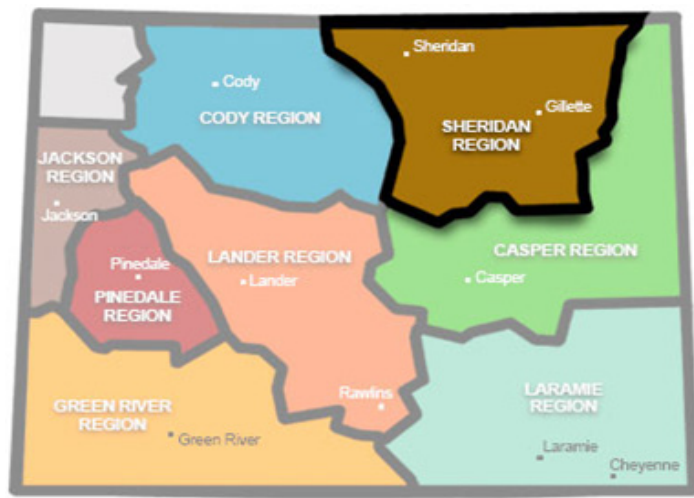 Sheridan
Cody
Gillette
CODY REGION
SHERIDAN
REGION
JACKSON
REGION
Jackson
CASPER REGION
LANDER REGION
Pinedale
Lander
Casper
PINEDALE
REGION
Rawlins
LARAMIE
REGION
GREEN RIVER
REGION
Green River
Laramie
Cheyenne